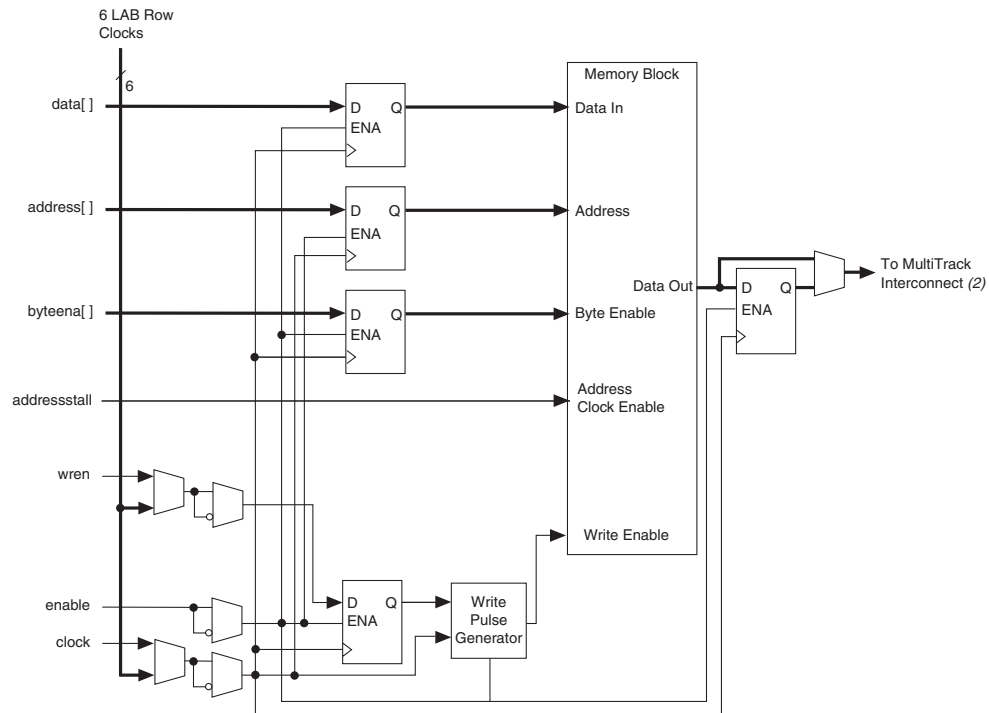 6 LAB Row
Clocks
6
Memory Block
data[ ]
D Q
ENA
Data In
address[ ]
D Q
ENA
Address
To MultiTrack
Interconnect (2)
Data Out
D Q
ENA
byteena[ ]
D Q
ENA
Byte Enable
addressstall
Address
Clock Enable
wren
Write Enable
enable
D Q
ENA
Write
Pulse
Generator
clock